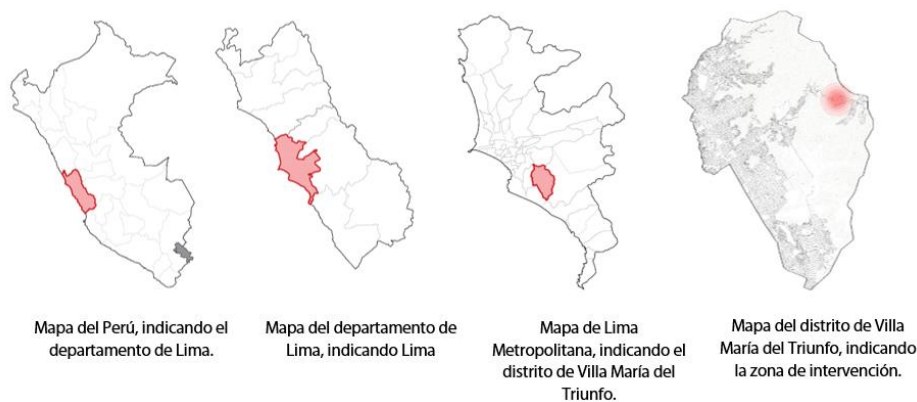 Mapa del Perú, indicando el
departamento de Lima.
Mapa del departamento de
Lima, indicando Lima
Mapa de Lima
Metropolitana, indicando el
distrito de Villa María del
Triunfo.
Mapa del distrito de Villa
María del Triunfo, indicando
la zona de intervención.